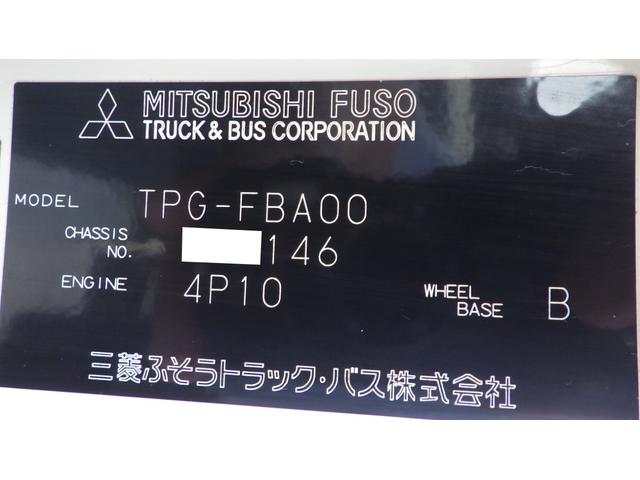 MITSUBISHI FUSO
TRUCK & BUS CORPORATION
MODEL TPG-FBA00
CHASSIS NO. 146
ENGINE 4P10 WHEEL BASE B
三菱ふそうトラック・バス株式会社